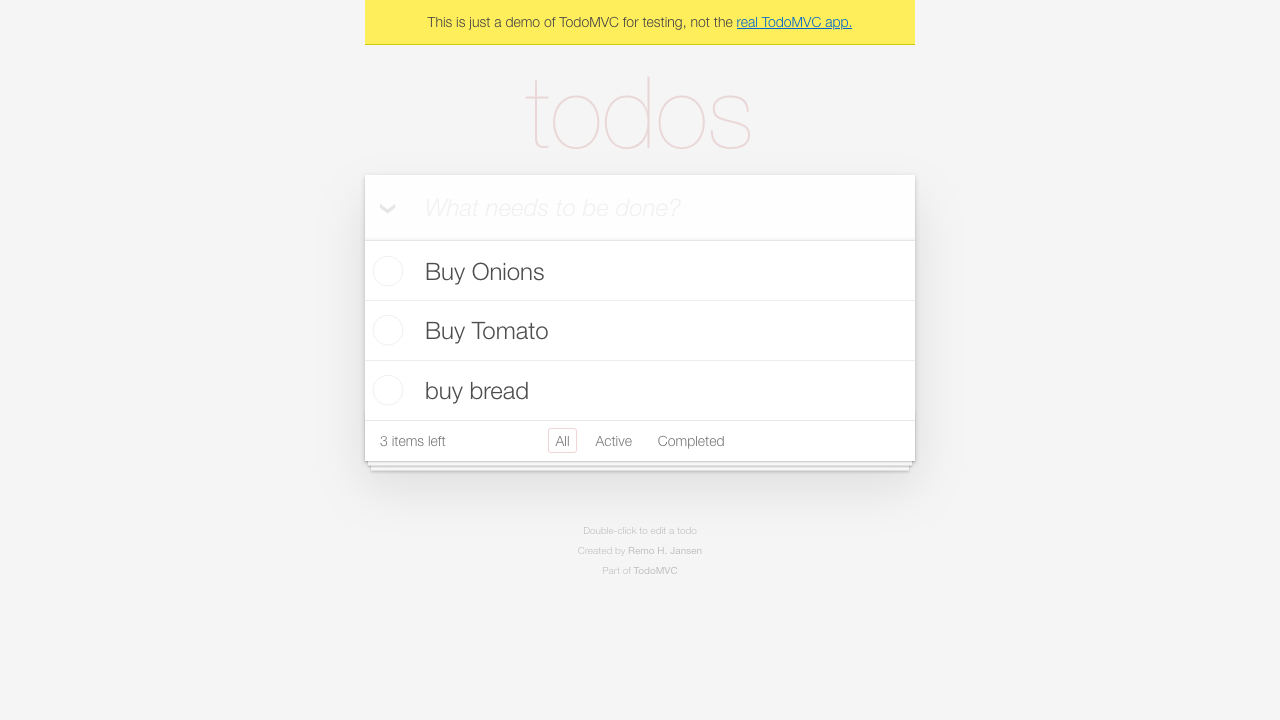 This is just a demo of TodoMVC for testing, not the real TodoMVC app.
todos
What needs to be done?
Buy Onions
Buy Tomato
buy bread
3 items left All Active Completed
Double-click to edit a todo
Created by Remo H. Jansen
Part of TodoMVC